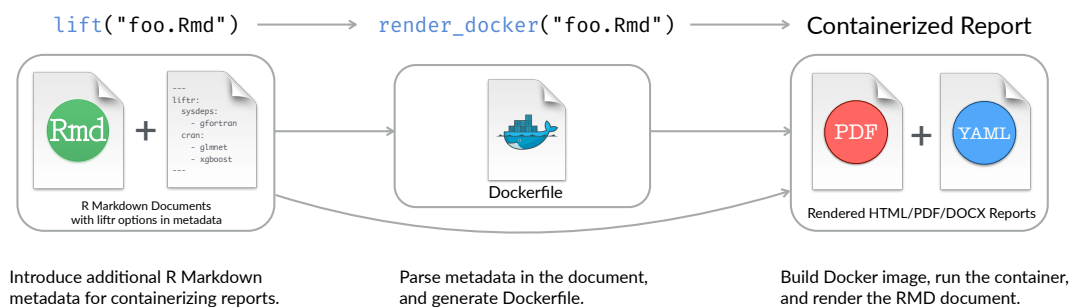 lift("foo.Rmd")
render_docker("foo.Rmd")
Containerized Report
Rmd
+
---
liftr:
  sysdeps:
    - gfortran
  cran:
    - glmnet
    - xgboost
---
R Markdown Documents
with liftr options in metadata
Dockerfile
PDF
+
YAML
Rendered HTML/PDF/DOCX Reports
Introduce additional R Markdown
metadata for containerizing reports.
Parse metadata in the document,
and generate Dockerfile.
Build Docker image, run the container,
and render the RMD document.